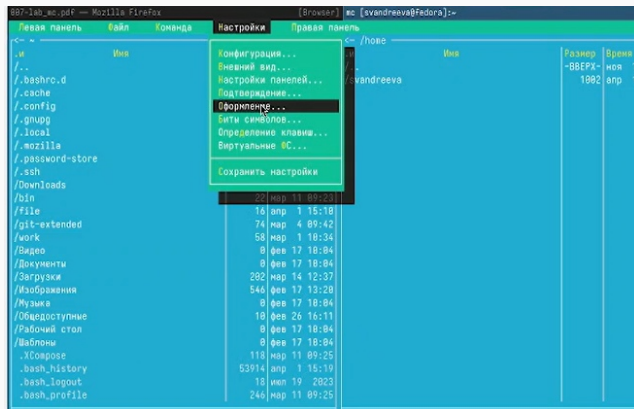 007-lab_mc.pdf — Mozilla Firefox [Browser] mc [svandreeva@fedora]:~
Левая панель Файл Команда Настройки Правая панель
<— ~ <— /home
.и Имя .и Имя Размер Время
/.. /.. -ВВЕРХ- ноя
/.bashrc.d /svandreeva 1002 апр
/.cache
/.config
/.gnupg
/.local
/.mozilla
/.password-store
/.ssh
/Downloads
Конфигурация...
Внешний вид...
Настройки панелей...
Подтверждение...
Оформление...
Биты символов...
Определение клавиш...
Виртуальные ФС...
Сохранить настройки
/bin 22 мар 11 09:23
/file 16 апр 1 15:10
/git-extended 74 мар 4 09:42
/work 58 мар 1 10:34
/Видео 0 фев 17 10:04
/Документы 0 фев 17 10:04
/Загрузки 202 мар 14 12:37
/Изображения 546 фев 17 13:20
/Музыка 0 фев 17 10:04
/Общедоступные 10 фев 26 16:11
/Рабочий стол 0 фев 17 10:04
/Шаблоны 0 фев 17 10:04
.XCompose 118 мар 11 09:25
.bash_history 53914 апр 1 15:19
.bash_logout 18 июл 19 2023
.bash_profile 246 мар 11 09:25